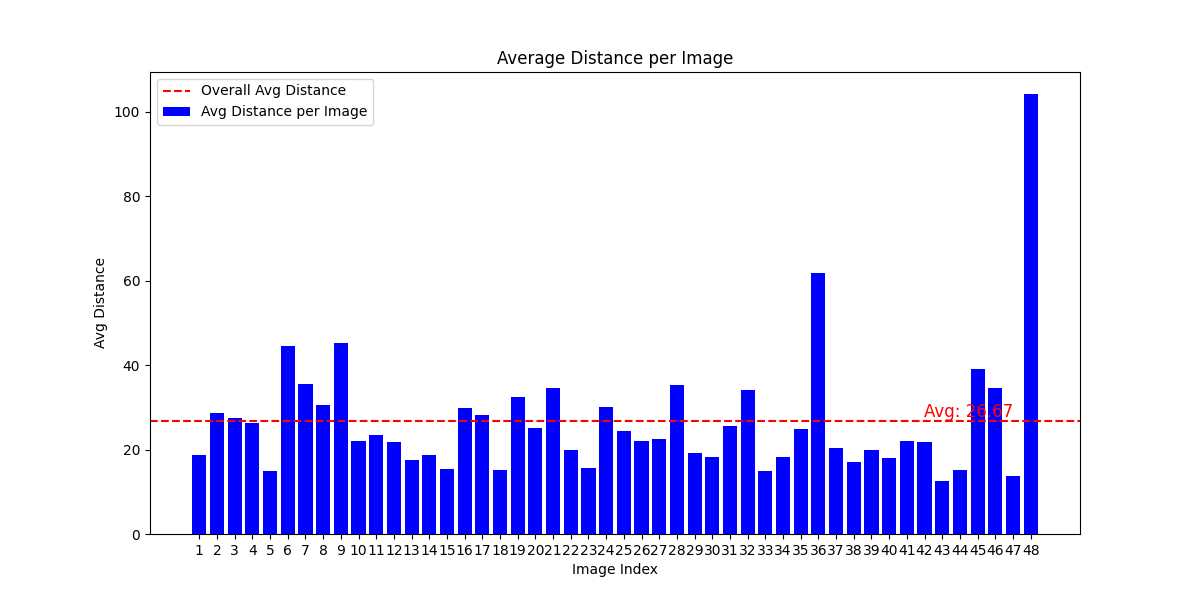 Average Distance per Image
Overall Avg Distance
Avg Distance per Image
100
80
60
40
20
0
Avg Distance
Avg: 26.67
1 2 3 4 5 6 7 8 9 10 11 12 13 14 15 16 17 18 19 20 21 22 23 24 25 26 27 28 29 30 31 32 33 34 35 36 37 38 39 40 41 42 43 44 45 46 47 48
Image Index